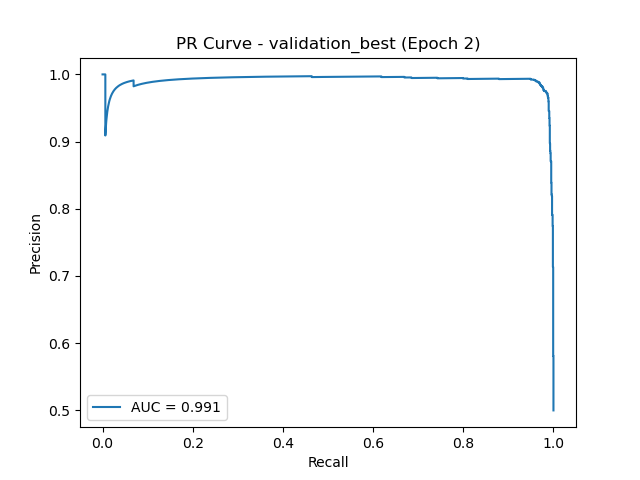 PR Curve - validation_best (Epoch 2)
Precision
1.0
0.9
0.8
0.7
0.6
0.5
AUC = 0.991
0.0 0.2 0.4 0.6 0.8 1.0
Recall